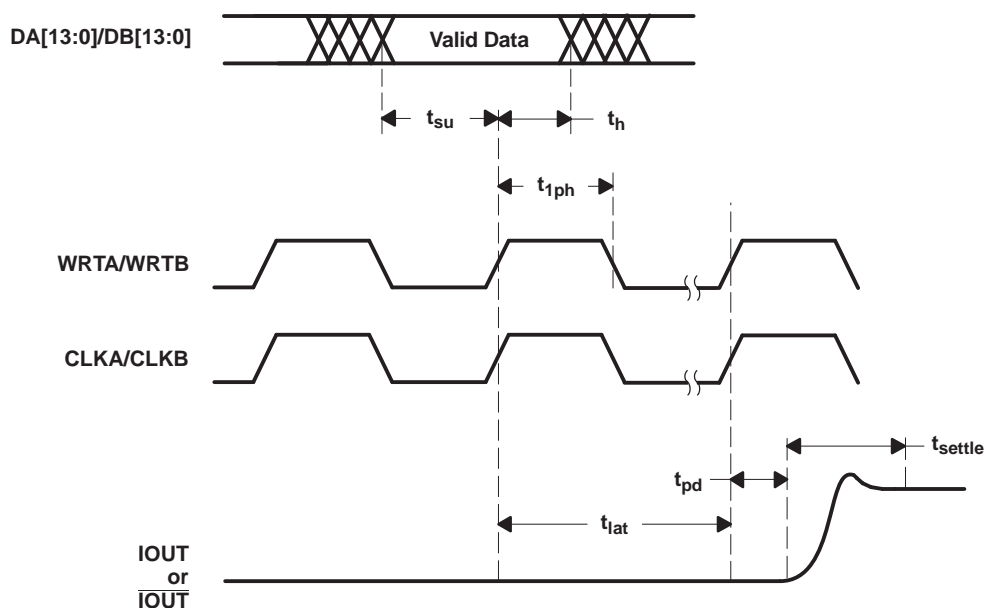 DA[13:0]/DB[13:0]
Valid Data
tsu
th
t1ph
WRTA/WRTB
CLKA/CLKB
tsettle
tpd
tlat
IOUT
or
IOUT